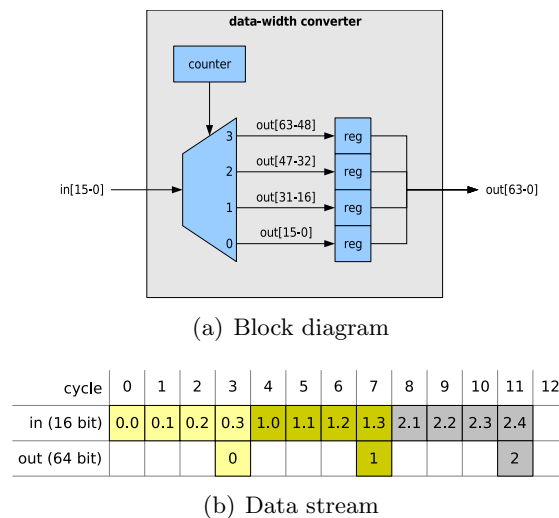 data-width converter
counter
3 out[63-48] reg
2 out[47-32] reg
in[15-0] out[63-0]
1 out[31-16] reg
0 out[15-0] reg
(a) Block diagram
cycle 0 1 2 3 4 5 6 7 8 9 10 11 12
in (16 bit) 0.0 0.1 0.2 0.3 1.0 1.1 1.2 1.3 2.1 2.2 2.3 2.4
out (64 bit) 0 1 2
(b) Data stream